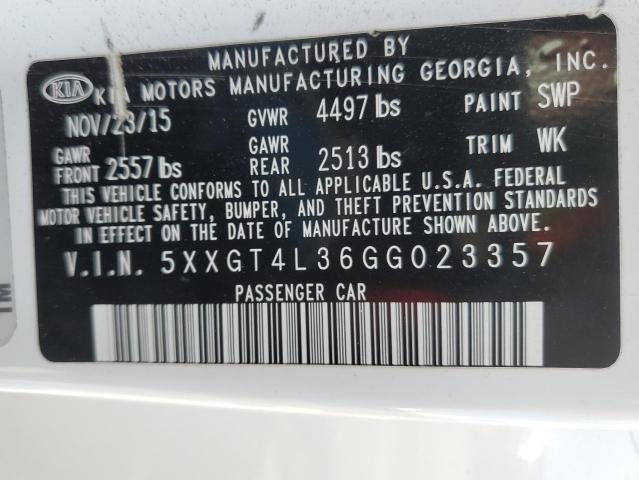 MANUFACTURED BY
KIA KIA MOTORS MANUFACTURING GEORGIA, INC.
NOV/23/15 GVWR 4497 lbs PAINT SWP
GAWR FRONT 2557 lbs GAWR REAR 2513 lbs TRIM WK
THIS VEHICLE CONFORMS TO ALL APPLICABLE U.S.A. FEDERAL
MOTOR VEHICLE SAFETY, BUMPER, AND THEFT PREVENTION STANDARDS
IN EFFECT ON THE DATE OF MANUFACTURE SHOWN ABOVE.
V.I.N. 5XXGT4L36GG023357
PASSENGER CAR
TM